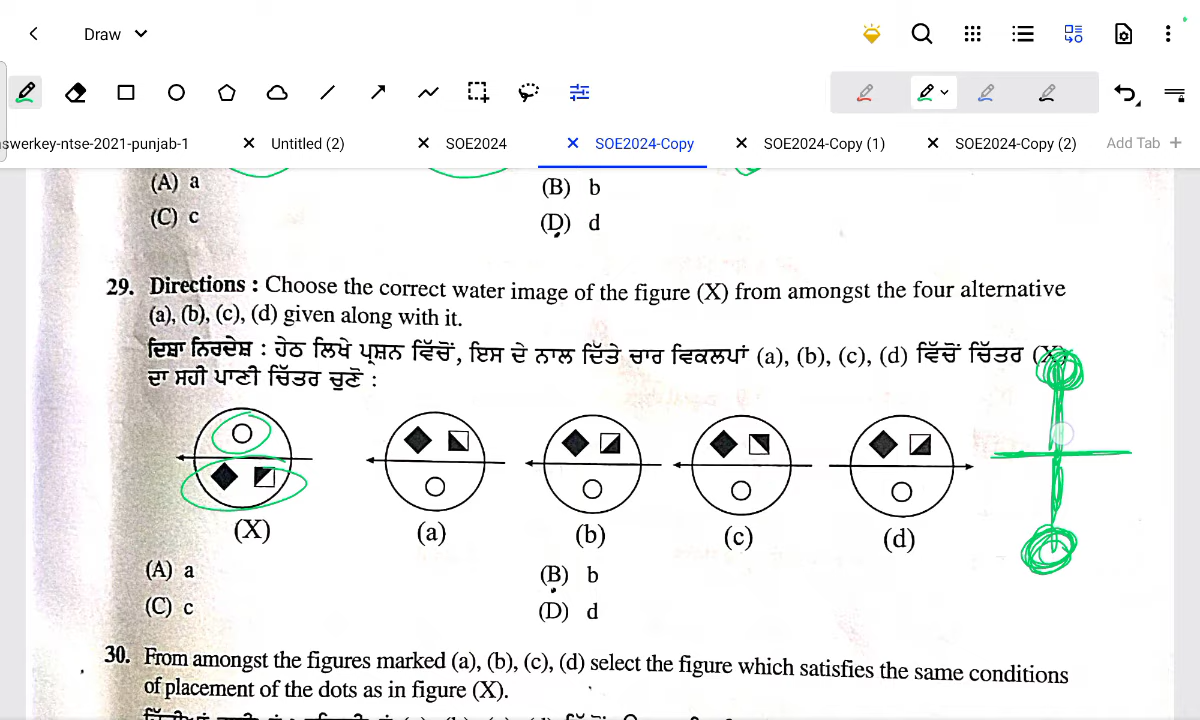 Draw
swerkey-ntse-2021-punjab-1
Untitled (2)
SOE2024
SOE2024-Copy
SOE2024-Copy (1)
SOE2024-Copy (2)
Add Tab +
(A) a
(B) b
(C) c
(D) d
29. Directions : Choose the correct water image of the figure (X) from amongst the four alternative
(a), (b), (c), (d) given along with it.
ਦਿਸ਼ਾ ਨਿਰਦੇਸ਼ : ਹੇਠ ਲਿਖੇ ਪ੍ਰਸ਼ਨ ਵਿੱਚੋਂ, ਇਸ ਦੇ ਨਾਲ ਦਿੱਤੇ ਚਾਰ ਵਿਕਲਪਾਂ (a), (b), (c), (d) ਵਿੱਚੋਂ ਚਿੱਤਰ (X)
ਦਾ ਸਹੀ ਪਾਣੀ ਚਿੱਤਰ ਚੁਣੋ :
(X)
(a)
(b)
(c)
(d)
(A) a
(B) b
(C) c
(D) d
30. From amongst the figures marked (a), (b), (c), (d) select the figure which satisfies the same conditions
of placement of the dots as in figure (X).